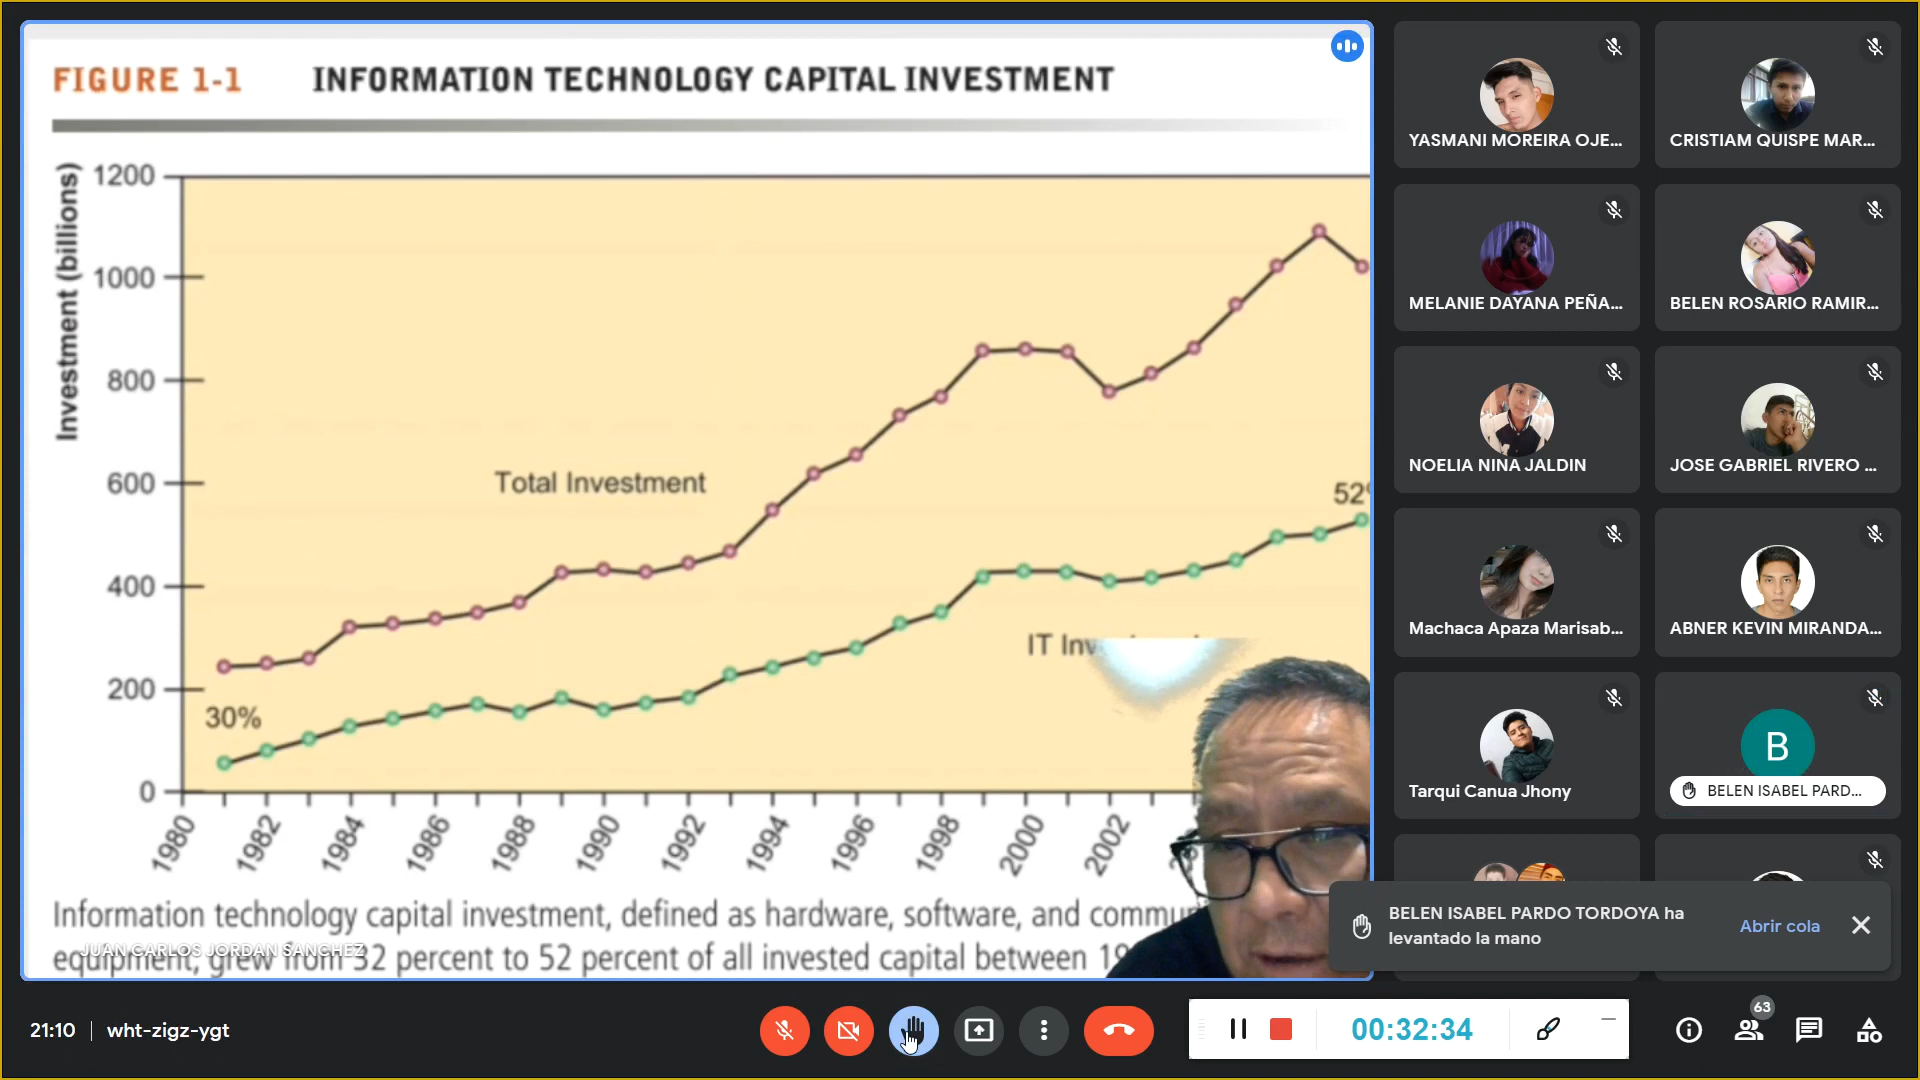 FIGURE 1-1 INFORMATION TECHNOLOGY CAPITAL INVESTMENT
Investment (billions)
1200
1000
800
600
400
200
0
Total Investment
52%
IT
30%
1980 1982 1984 1986 1988 1990 1992 1994 1996 1998 2000 2002
Information technology capital investment, defined as hardware, software, and
equipment, grew from 32 percent to 52 percent of all invested capital between
JUAN CARLOS JORDAN SANCHEZ
YASMANI MOREIRA OJE...
CRISTIAM QUISPE MAR...
MELANIE DAYANA PEÑA...
BELEN ROSARIO RAMIR...
NOELIA NINA JALDIN
JOSE GABRIEL RIVERO ...
Machaca Apaza Marisab...
ABNER KEVIN MIRANDA...
Tarqui Canua Jhony
B
BELEN ISABEL PARD...
BELEN ISABEL PARDO TORDOYA ha
levantado la mano
Abrir cola
21:10 | wht-zigz-ygt
00:32:34
63